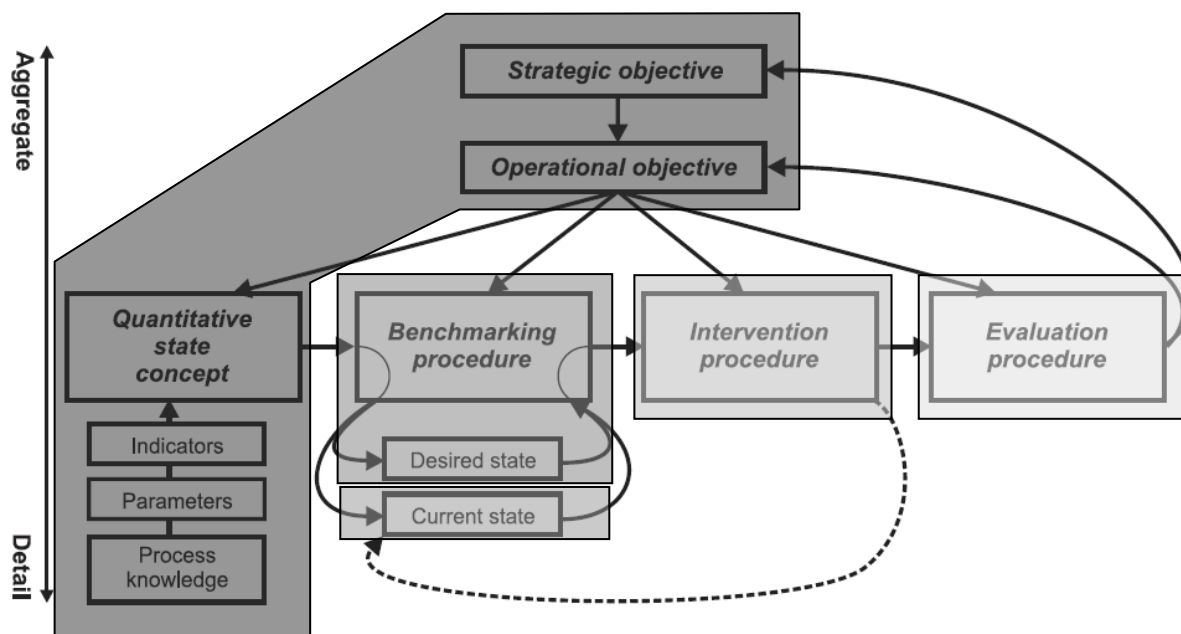 Aggregate
Detail
Strategic objective
Operational objective
Quantitative
state
concept
Benchmarking
procedure
Intervention
procedure
Evaluation
procedure
Indicators
Parameters
Process
knowledge
Desired state
Current state